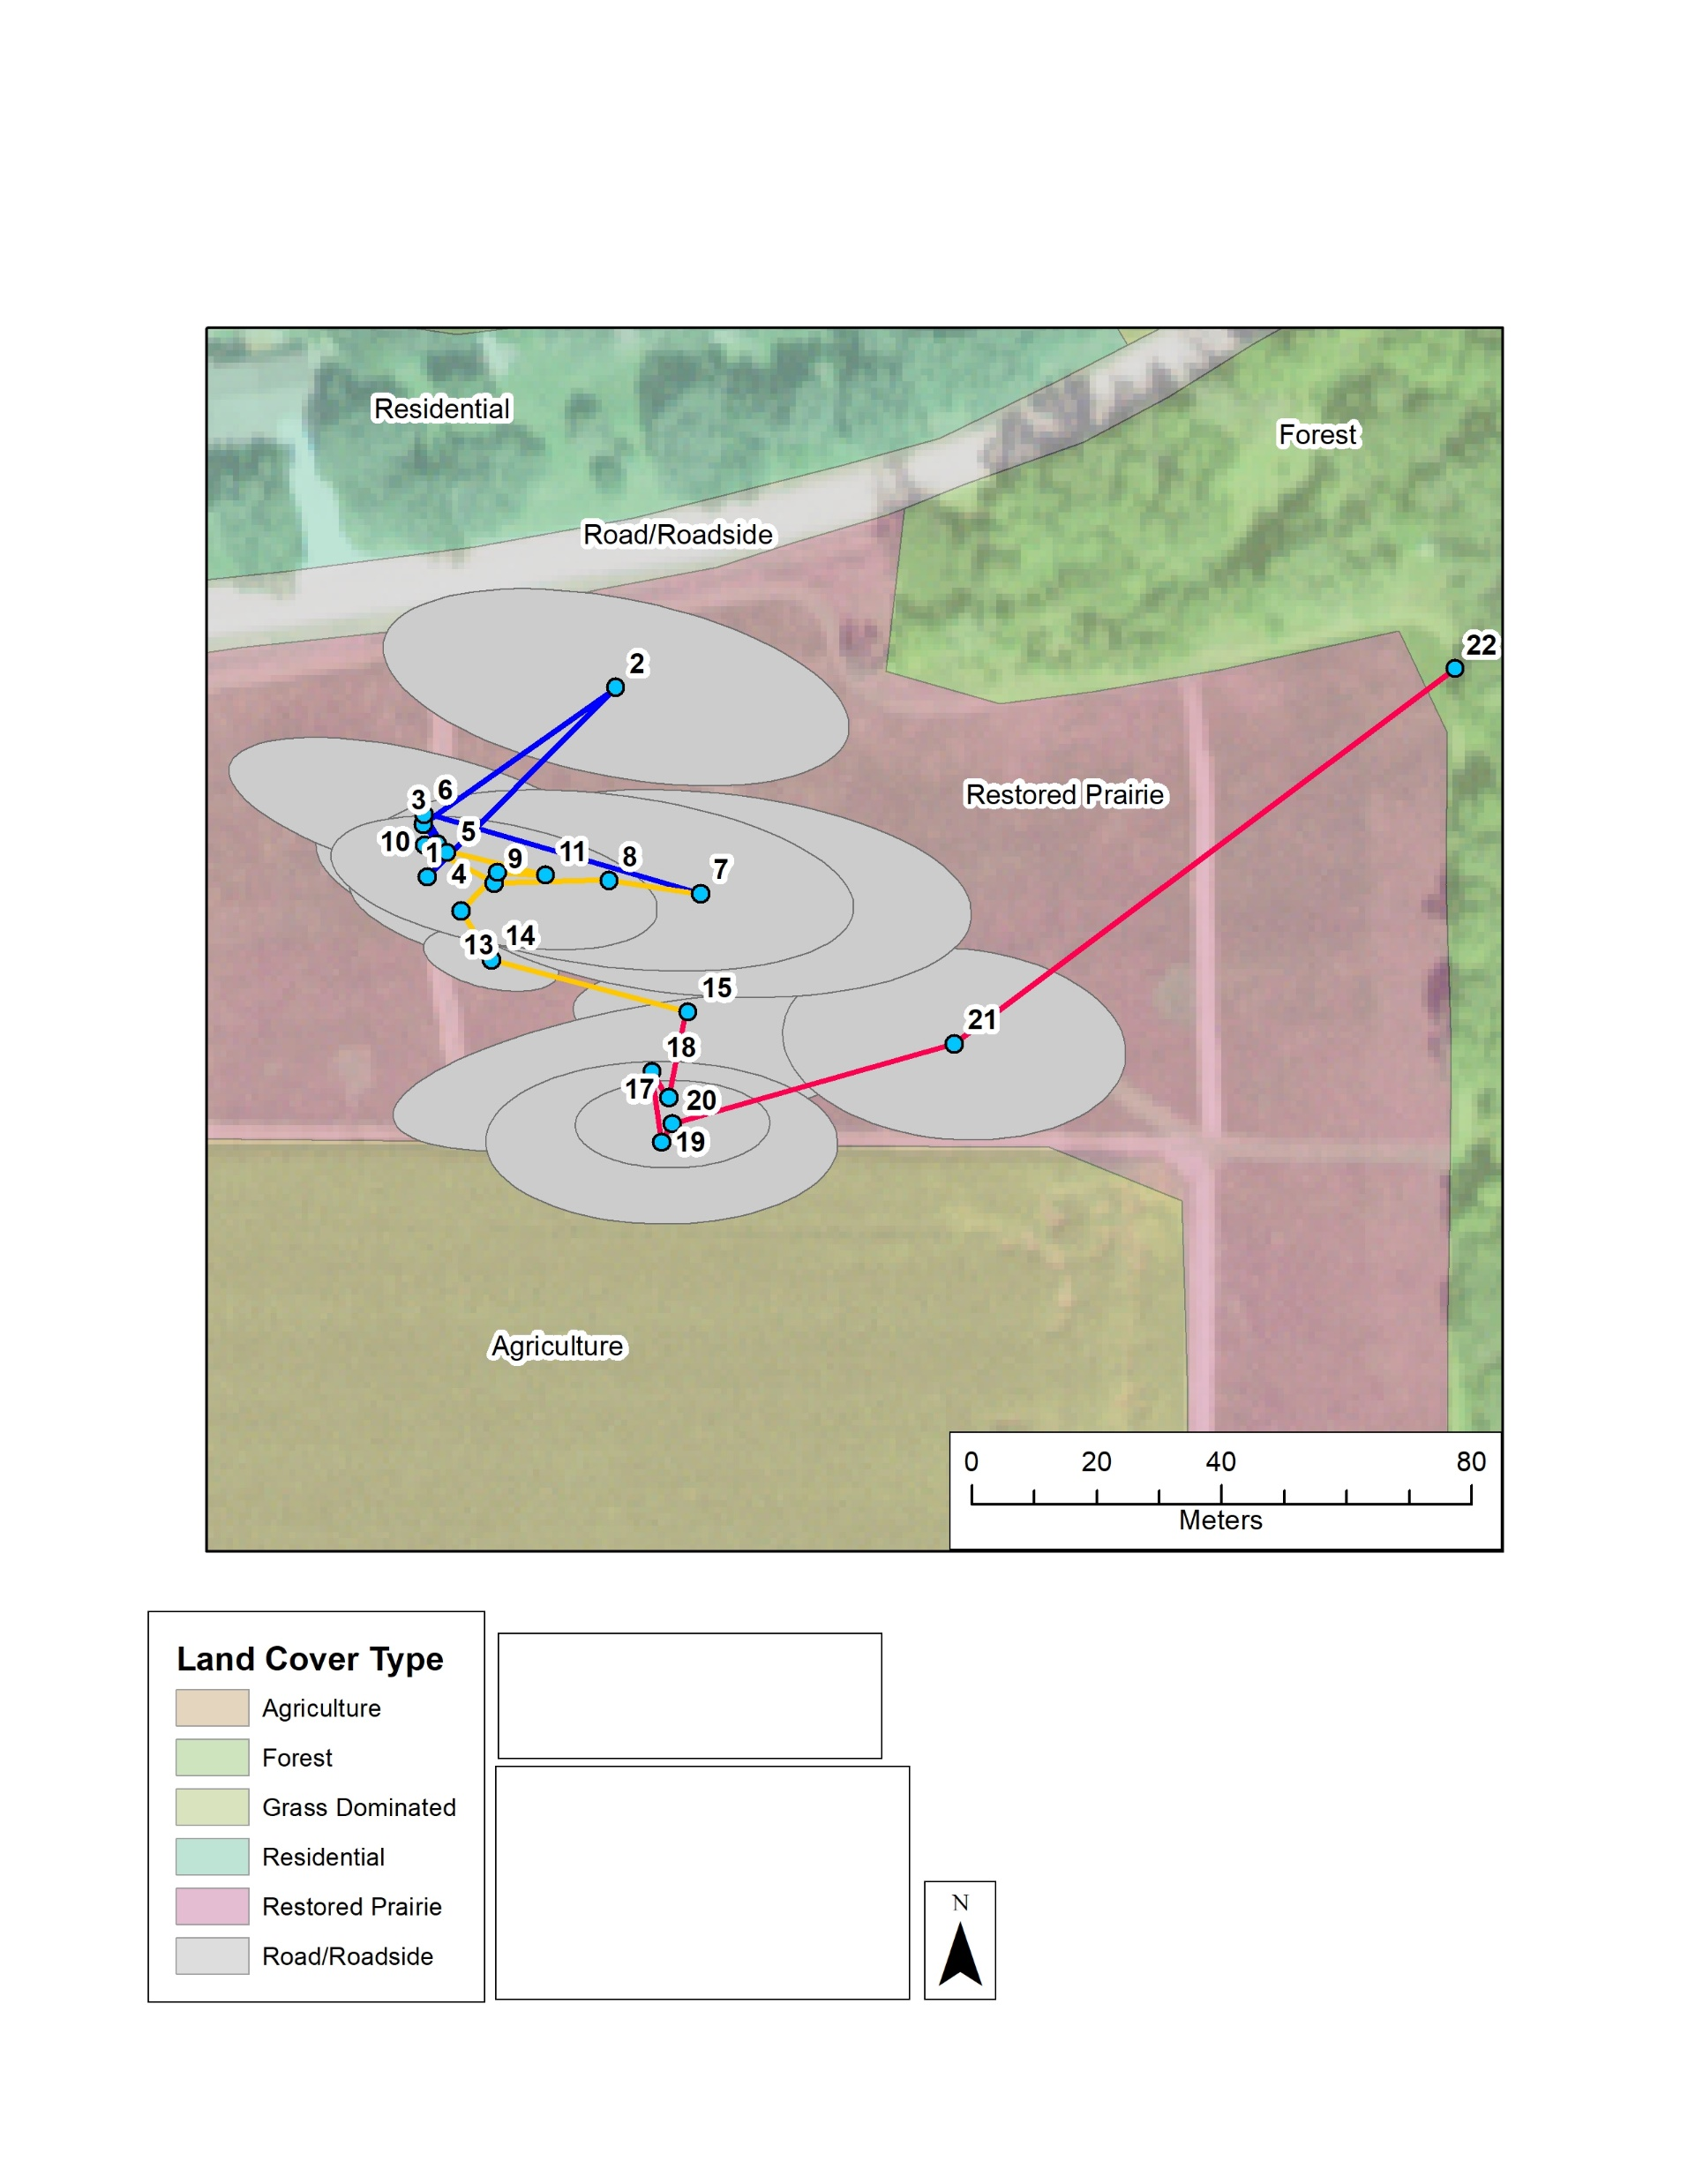 Residential
Forest
Road/Roadside
22
2
Restored Prairie
6
3
5
10
1
11
9
8
7
4
14
13
15
21
18
17
20
19
Agriculture
0 20 40 80
Meters
Land Cover Type
Agriculture
Forest
Grass Dominated
Residential
Restored Prairie
Road/Roadside
N